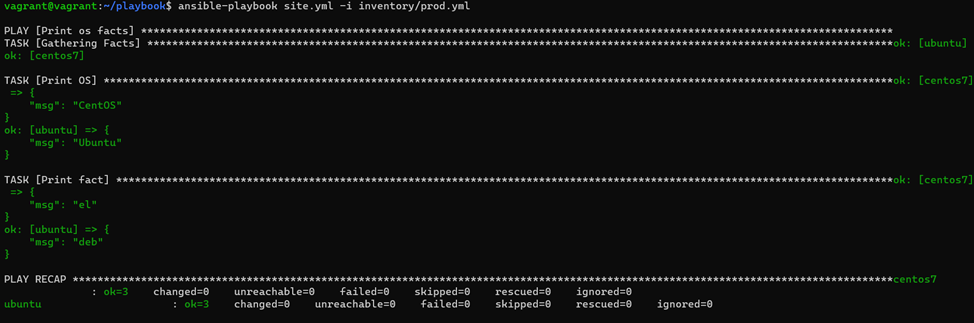 vagrant@vagrant:~/playbook$ ansible-playbook site.yml -i inventory/prod.yml
PLAY [Print os facts] ************************************************************************************************************************
TASK [Gathering Facts] ***********************************************************************************************************************ok: [ubuntu]
ok: [centos7]
TASK [Print OS] ******************************************************************************************************************************ok: [centos7]
 => {
    "msg": "CentOS"
}
ok: [ubuntu] => {
    "msg": "Ubuntu"
}
TASK [Print fact] ****************************************************************************************************************************ok: [centos7]
 => {
    "msg": "el"
}
ok: [ubuntu] => {
    "msg": "deb"
}
PLAY RECAP ***********************************************************************************************************************************centos7
              : ok=3    changed=0    unreachable=0    failed=0    skipped=0    rescued=0    ignored=0
ubuntu                     : ok=3    changed=0    unreachable=0    failed=0    skipped=0    rescued=0    ignored=0